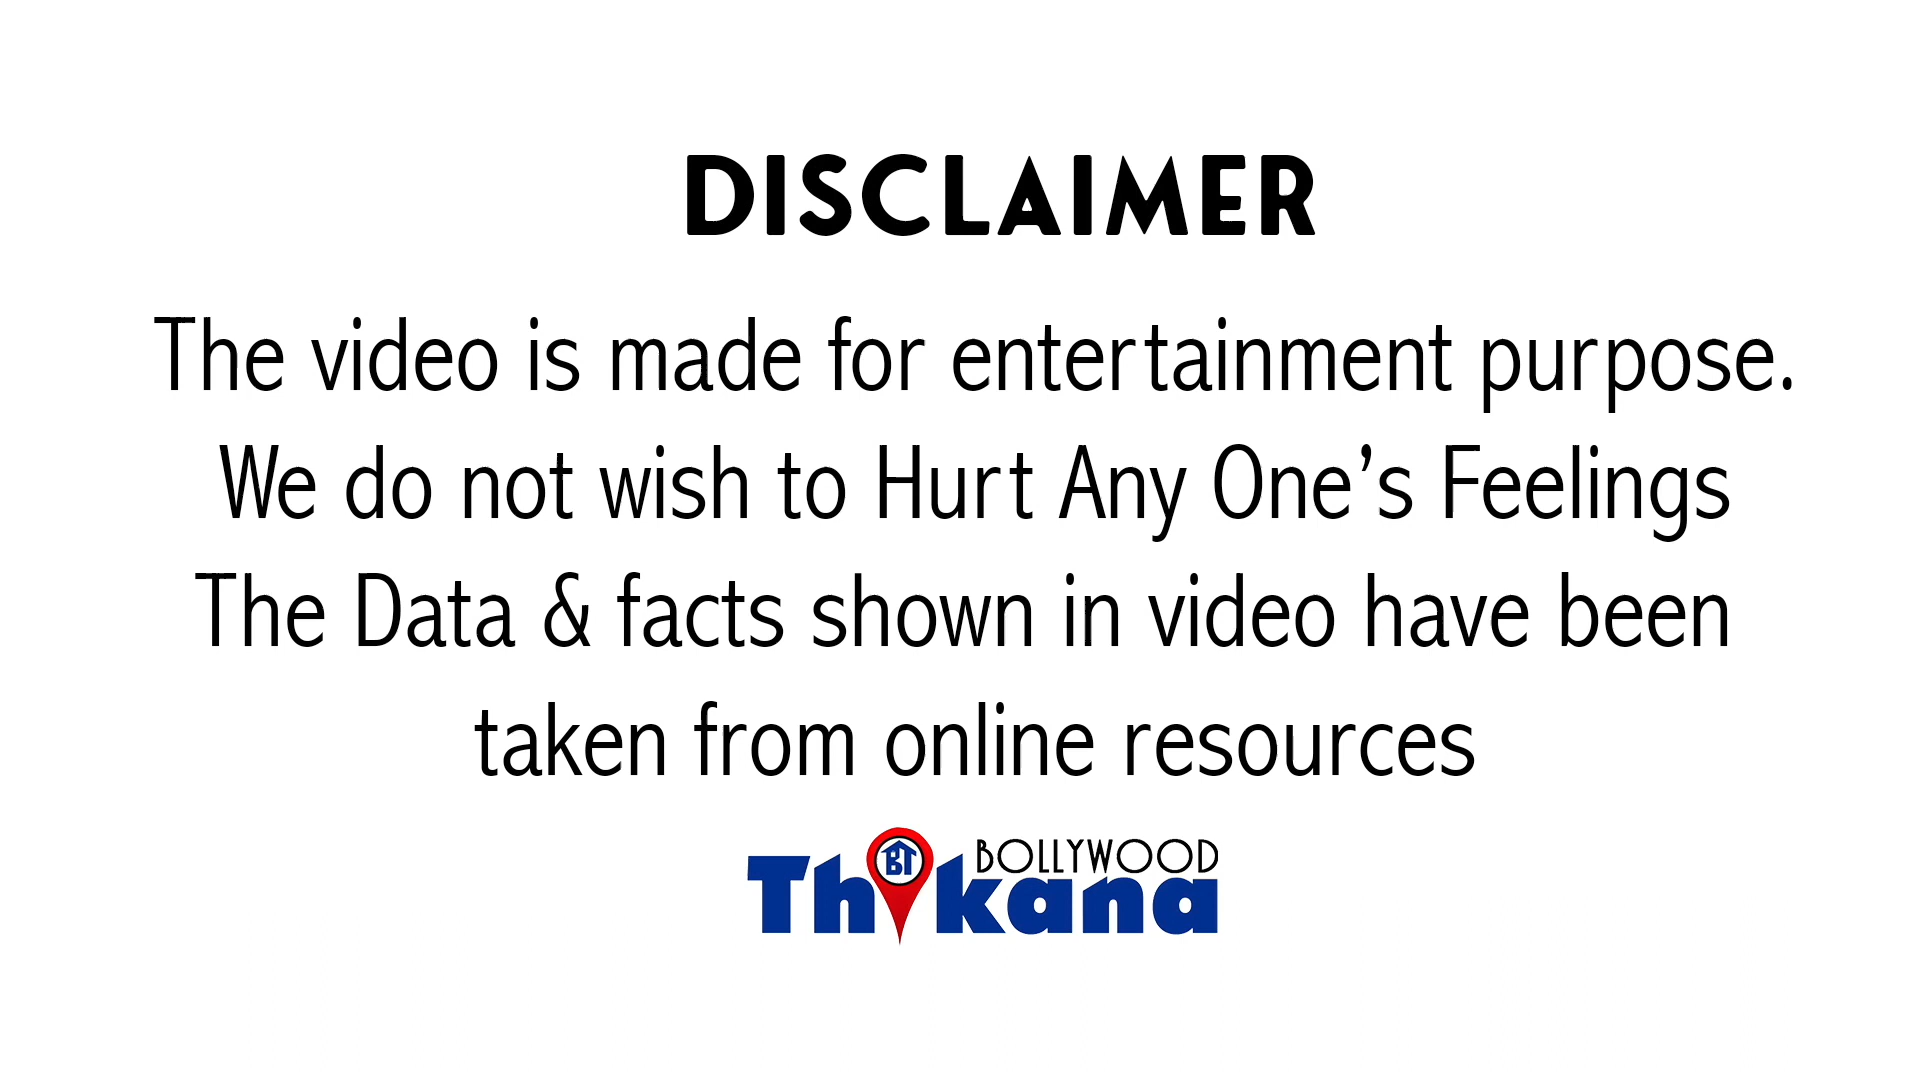 DISCLAIMER
The video is made for entertainment purpose.
We do not wish to Hurt Any One’s Feelings
The Data & facts shown in video have been
taken from online resources
BT
BOLLYWOOD
Thikana